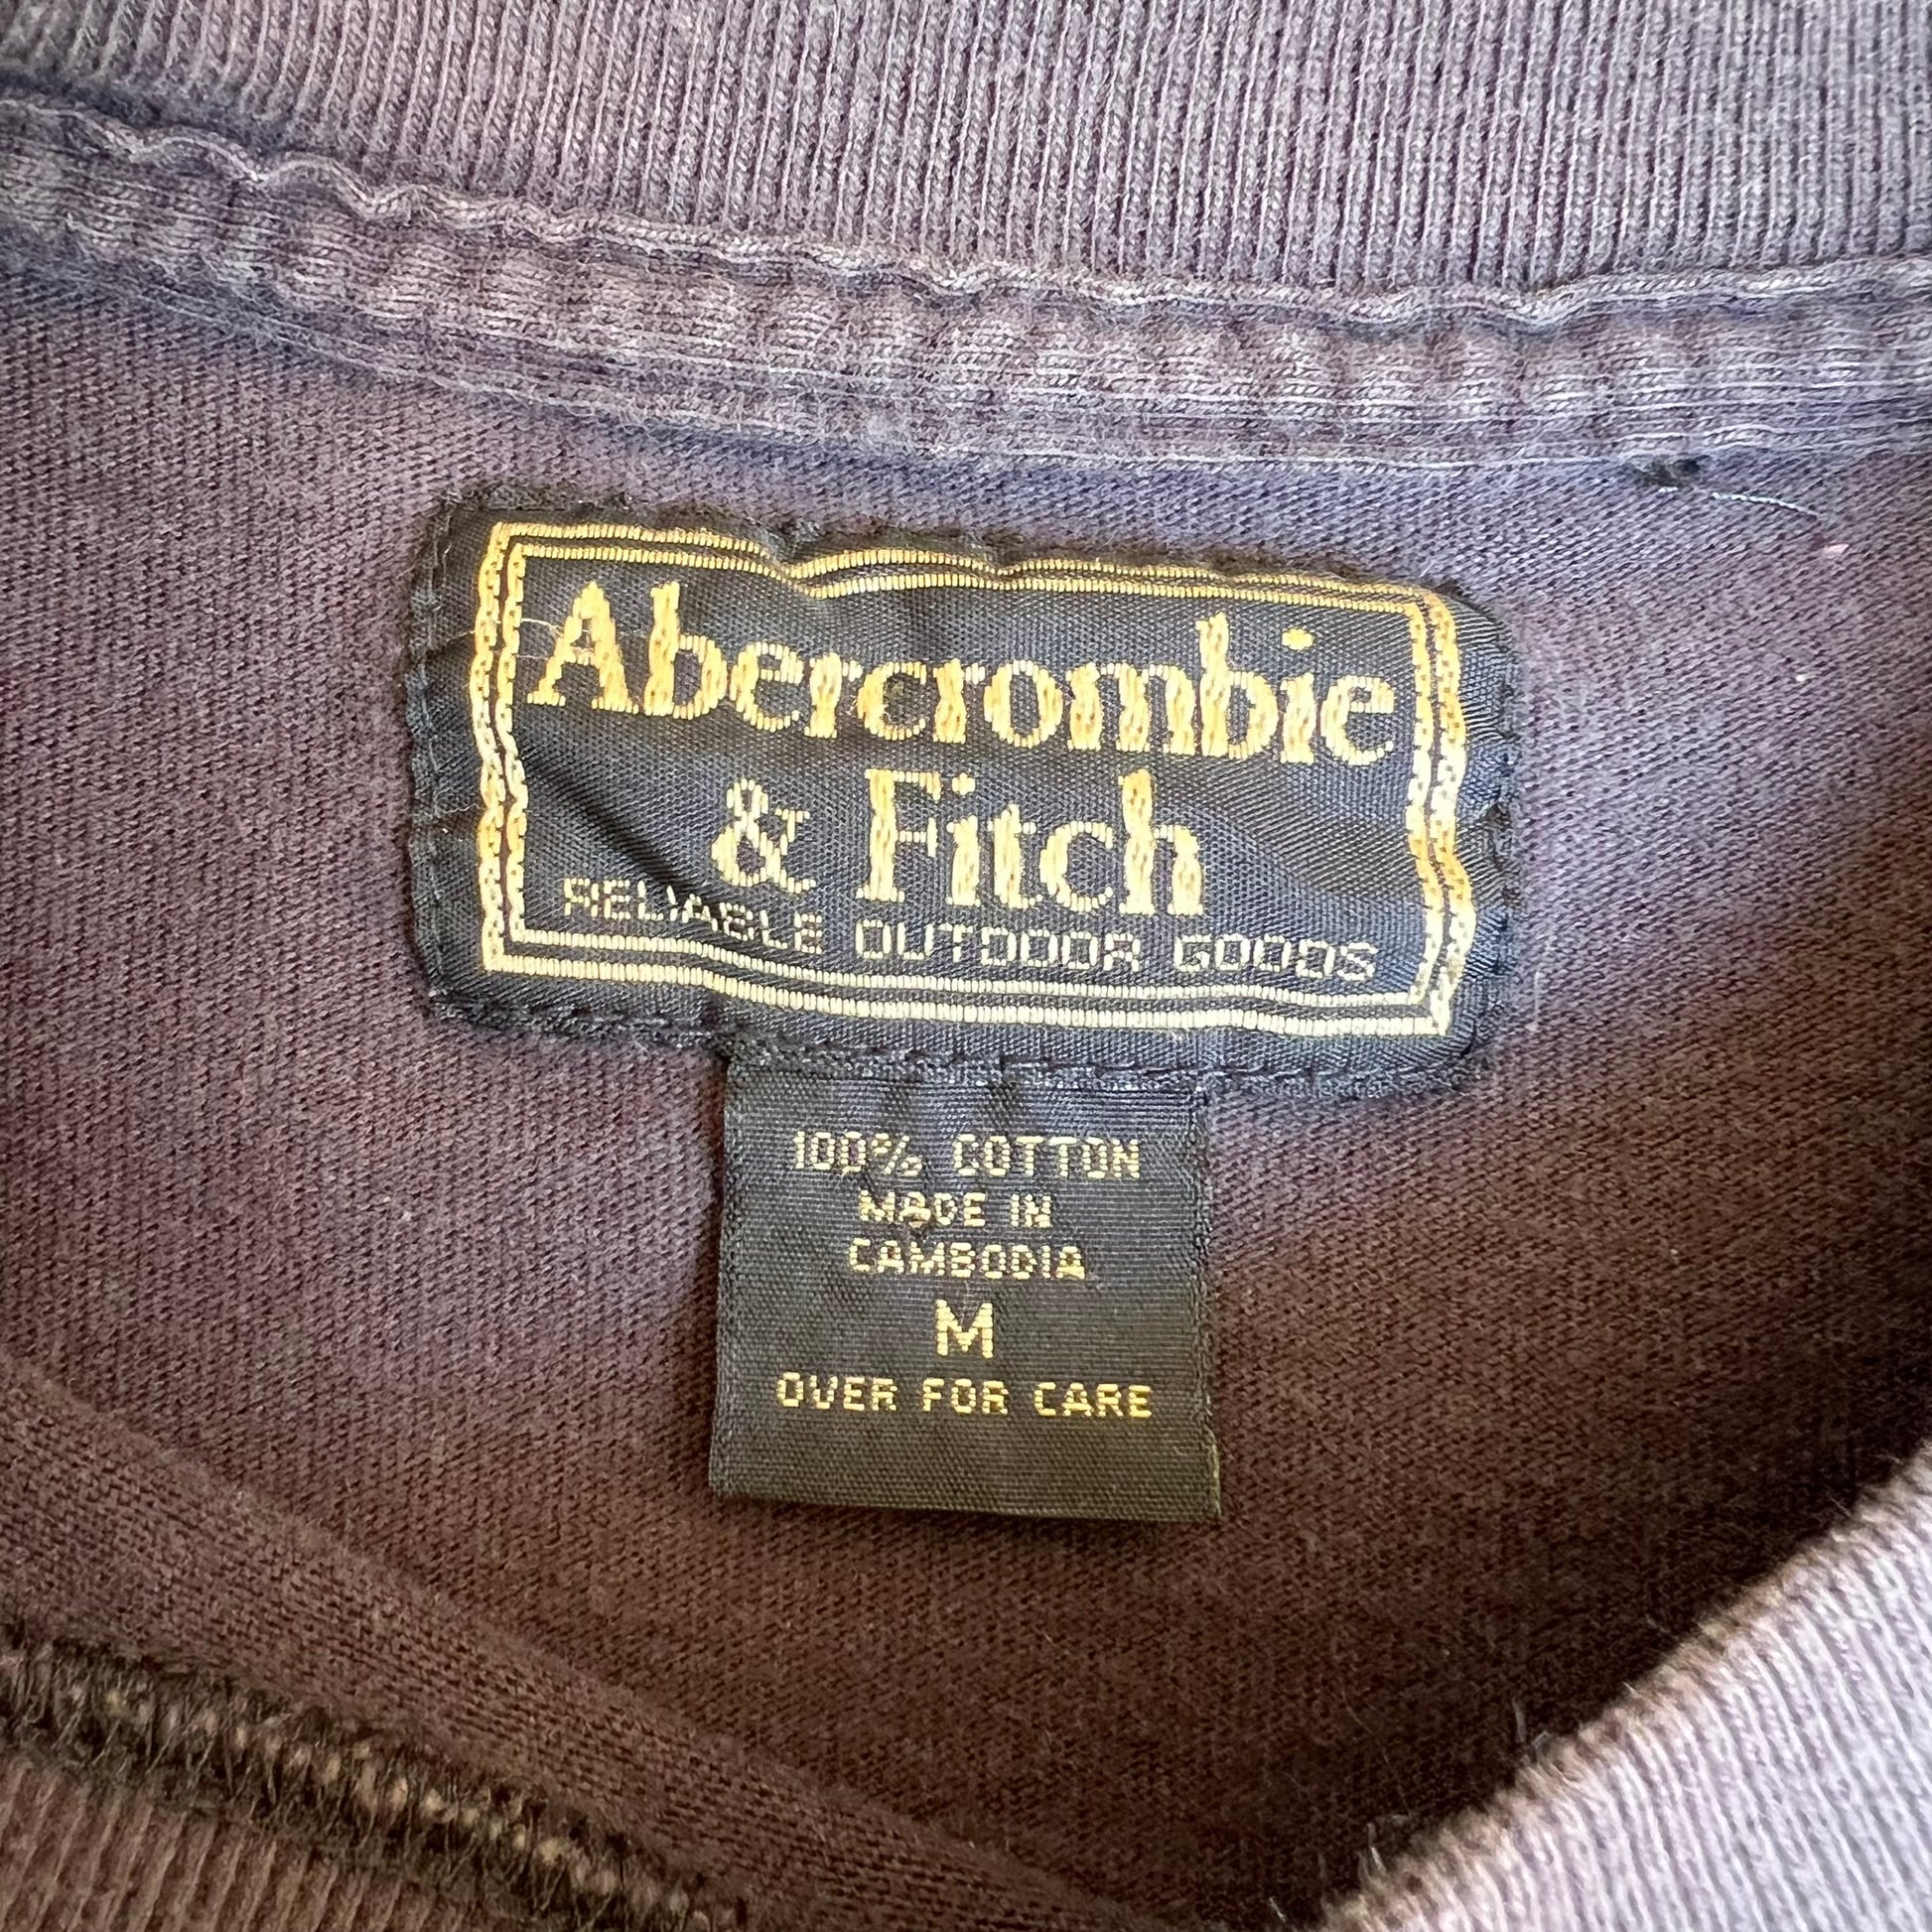 Abercrombie
& Fitch
RELIABLE OUTDOOR GOODS
100% COTTON
MADE IN
CAMBODIA
M
OVER FOR CARE